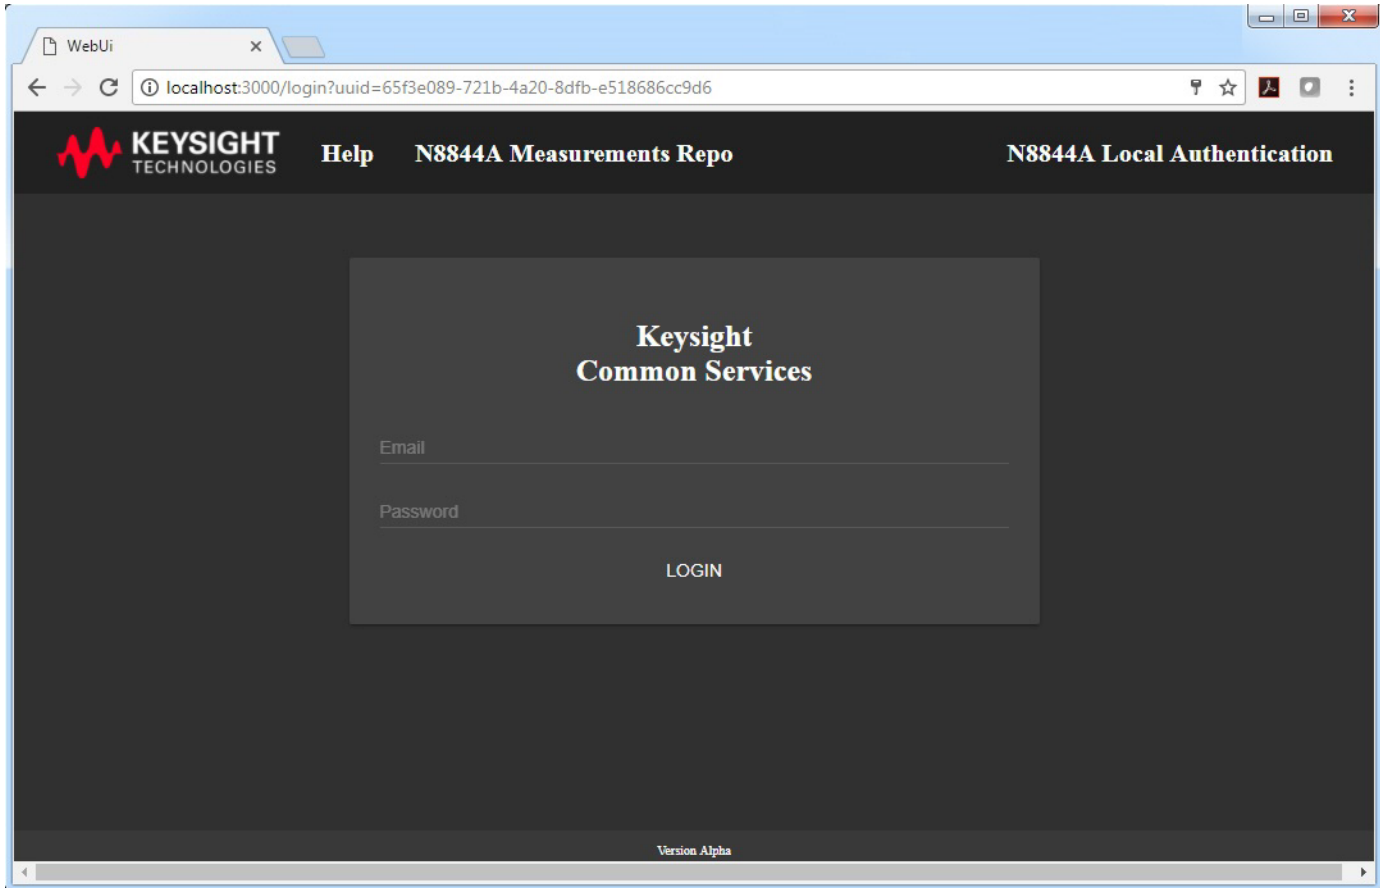 WebUi
localhost:3000/login?uuid=65f3e089-721b-4a20-8dfb-e518686cc9d6
KEYSIGHT
TECHNOLOGIES
Help
N8844A Measurements Repo
N8844A Local Authentication
Keysight
Common Services
Email
Password
LOGIN
Version Alpha